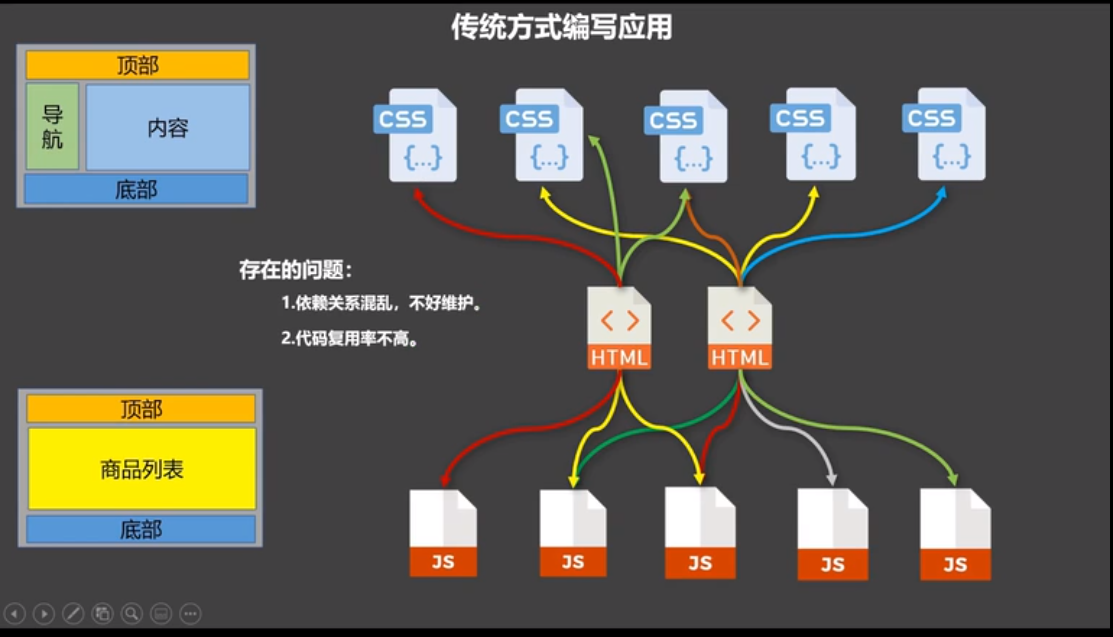 传统方式编写应用
顶部
导航
内容
底部
CSS
{...}
CSS
{...}
CSS
{...}
CSS
{...}
CSS
{...}
存在的问题：
1.依赖关系混乱，不好维护。
2.代码复用率不高。
< >
HTML
< >
HTML
顶部
商品列表
底部
JS
JS
JS
JS
JS